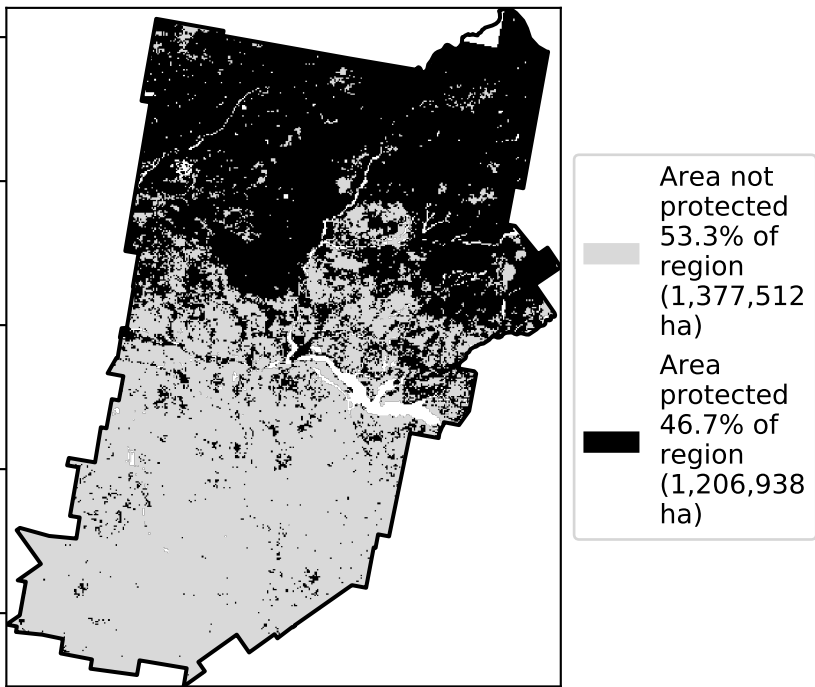 Area not
protected
53.3% of
region
(1,377,512
ha)
Area
protected
46.7% of
region
(1,206,938
ha)